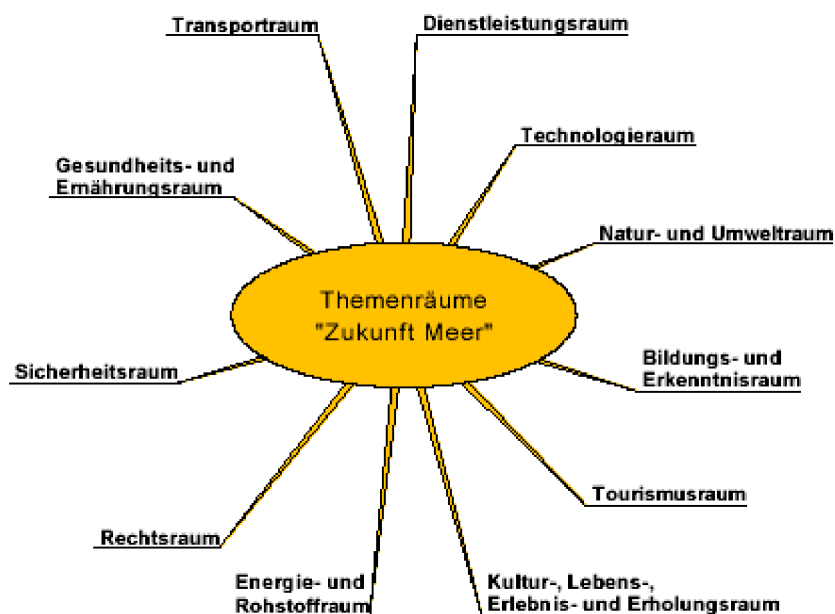 Transportraum
Dienstleistungsraum
Technologieraum
Gesundheits- und
Ernährungsraum
Natur- und Umweltraum
Themenräume
"Zukunft Meer"
Sicherheitsraum
Bildungs- und
Erkenntnisraum
Tourismusraum
Rechtsraum
Energie- und
Rohstoffraum
Kultur-, Lebens-,
Erlebnis- und Erholungsraum